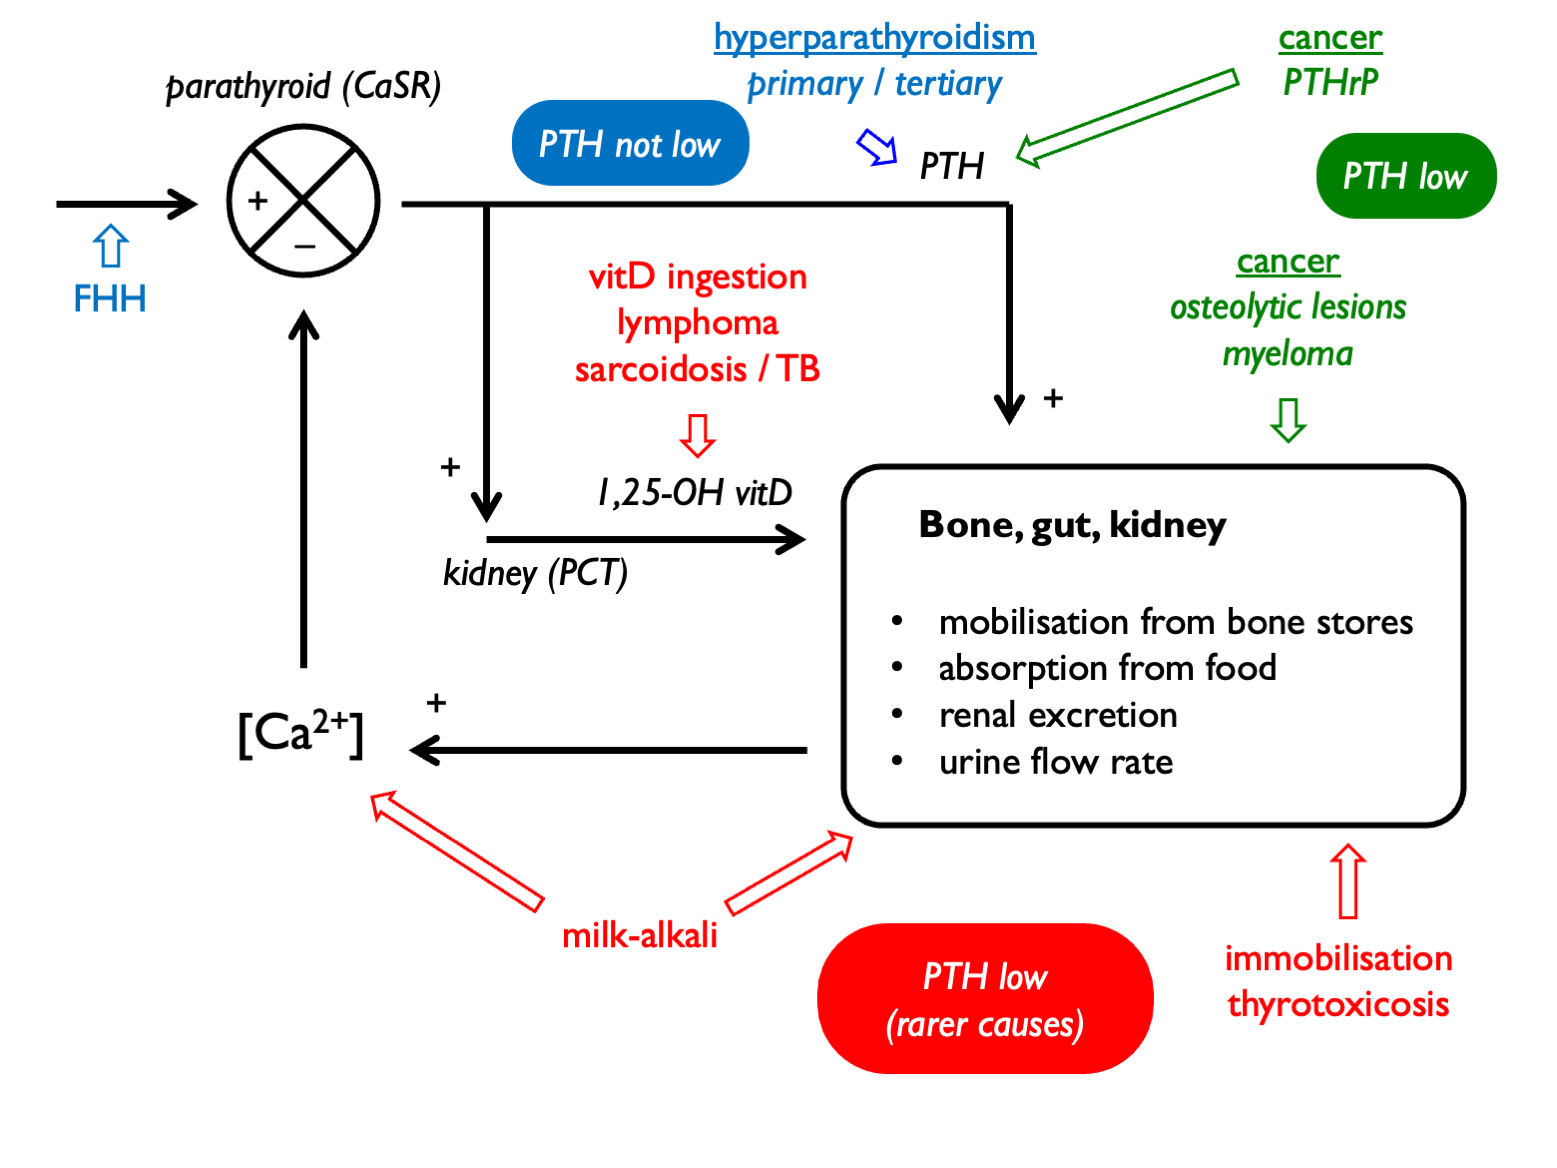 hyperparathyroidism
primary / tertiary
cancer
PTHrP
parathyroid (CaSR)
PTH not low
PTH
PTH low
+
–
FHH
vitD ingestion
lymphoma
sarcoidosis / TB
cancer
osteolytic lesions
myeloma
+
+
1,25-OH vitD
kidney (PCT)
Bone, gut, kidney
• mobilisation from bone stores
• absorption from food
• renal excretion
• urine flow rate
+
[Ca²⁺]
milk-alkali
PTH low
(rarer causes)
immobilisation
thyrotoxicosis